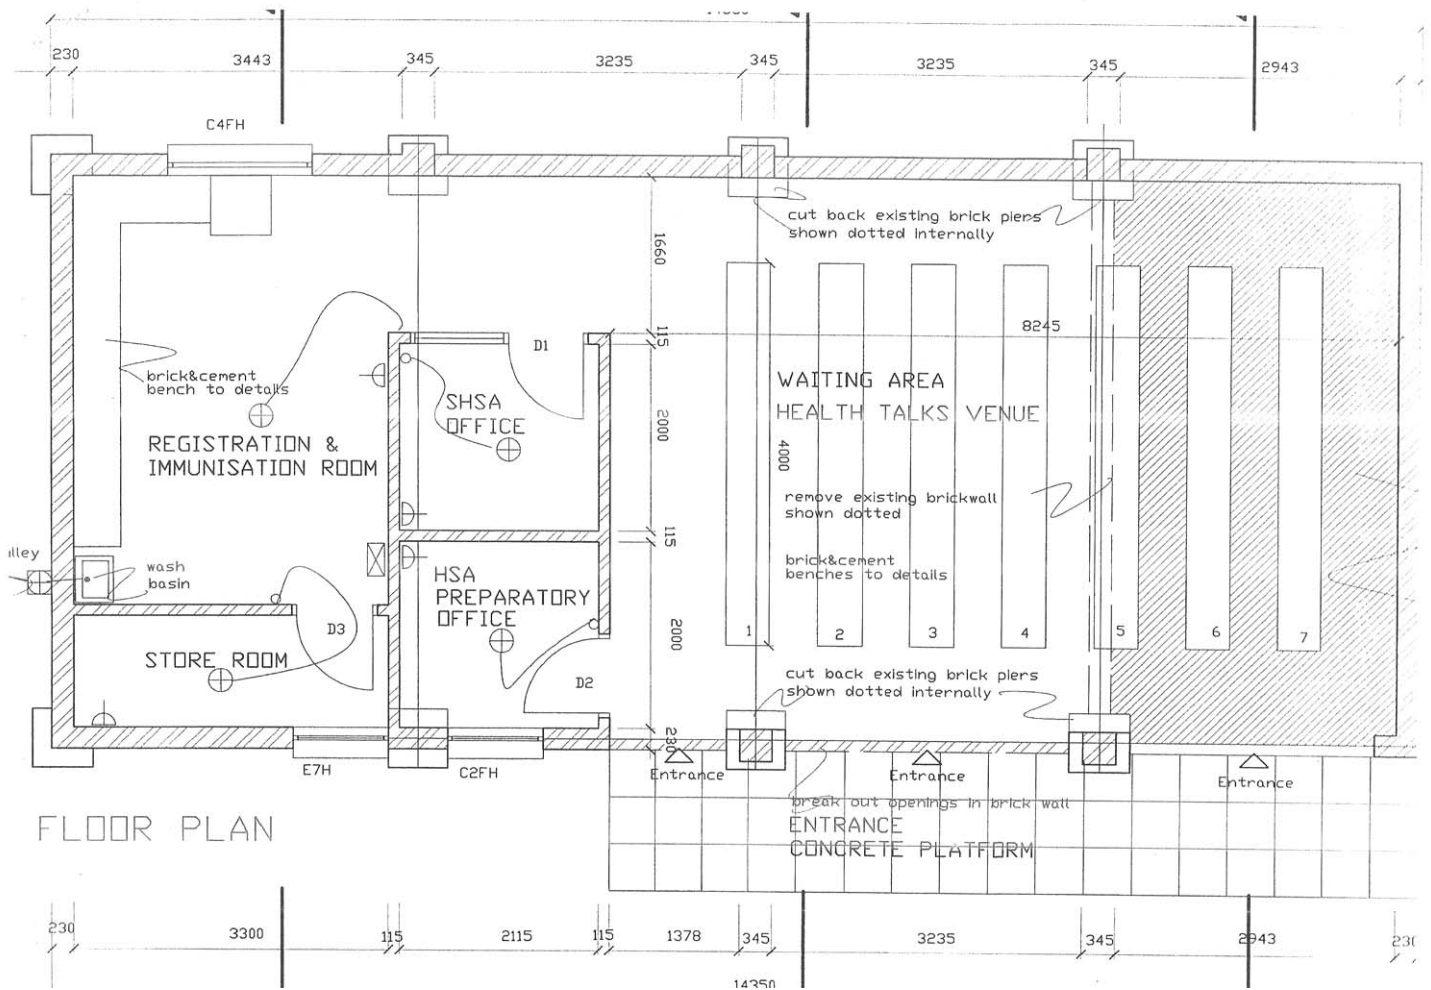 230 3443 345 3235 345 3235 345 2943
C4FH
cut back existing brick piers
shown dotted internally
1660
115
8245
D1
brick&cement
bench to details
SHSA
OFFICE
WAITING AREA
HEALTH TALKS VENUE
REGISTRATION &
IMMUNISATION ROOM
2000
4000
remove existing brickwall
shown dotted
115
brick&cement
benches to details
wash
basin
HSA
PREPARATORY
OFFICE
D3
STORE ROOM
2000
1 2 3 4 5 6 7
D2
cut back existing brick piers
shown dotted internally
230
E7H
C2FH
Entrance
Entrance
Entrance
break out openings in brick wall
ENTRANCE
CONCRETE PLATFORM
FLOOR PLAN
230 3300 115 2115 115 1378 345 3235 345 2943
14350